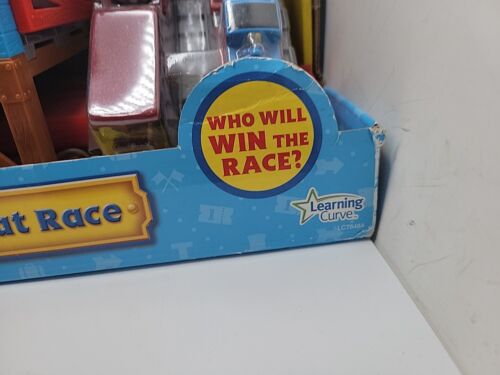 WHO WILL
WIN THE
RACE?
at Race
Learning
Curve